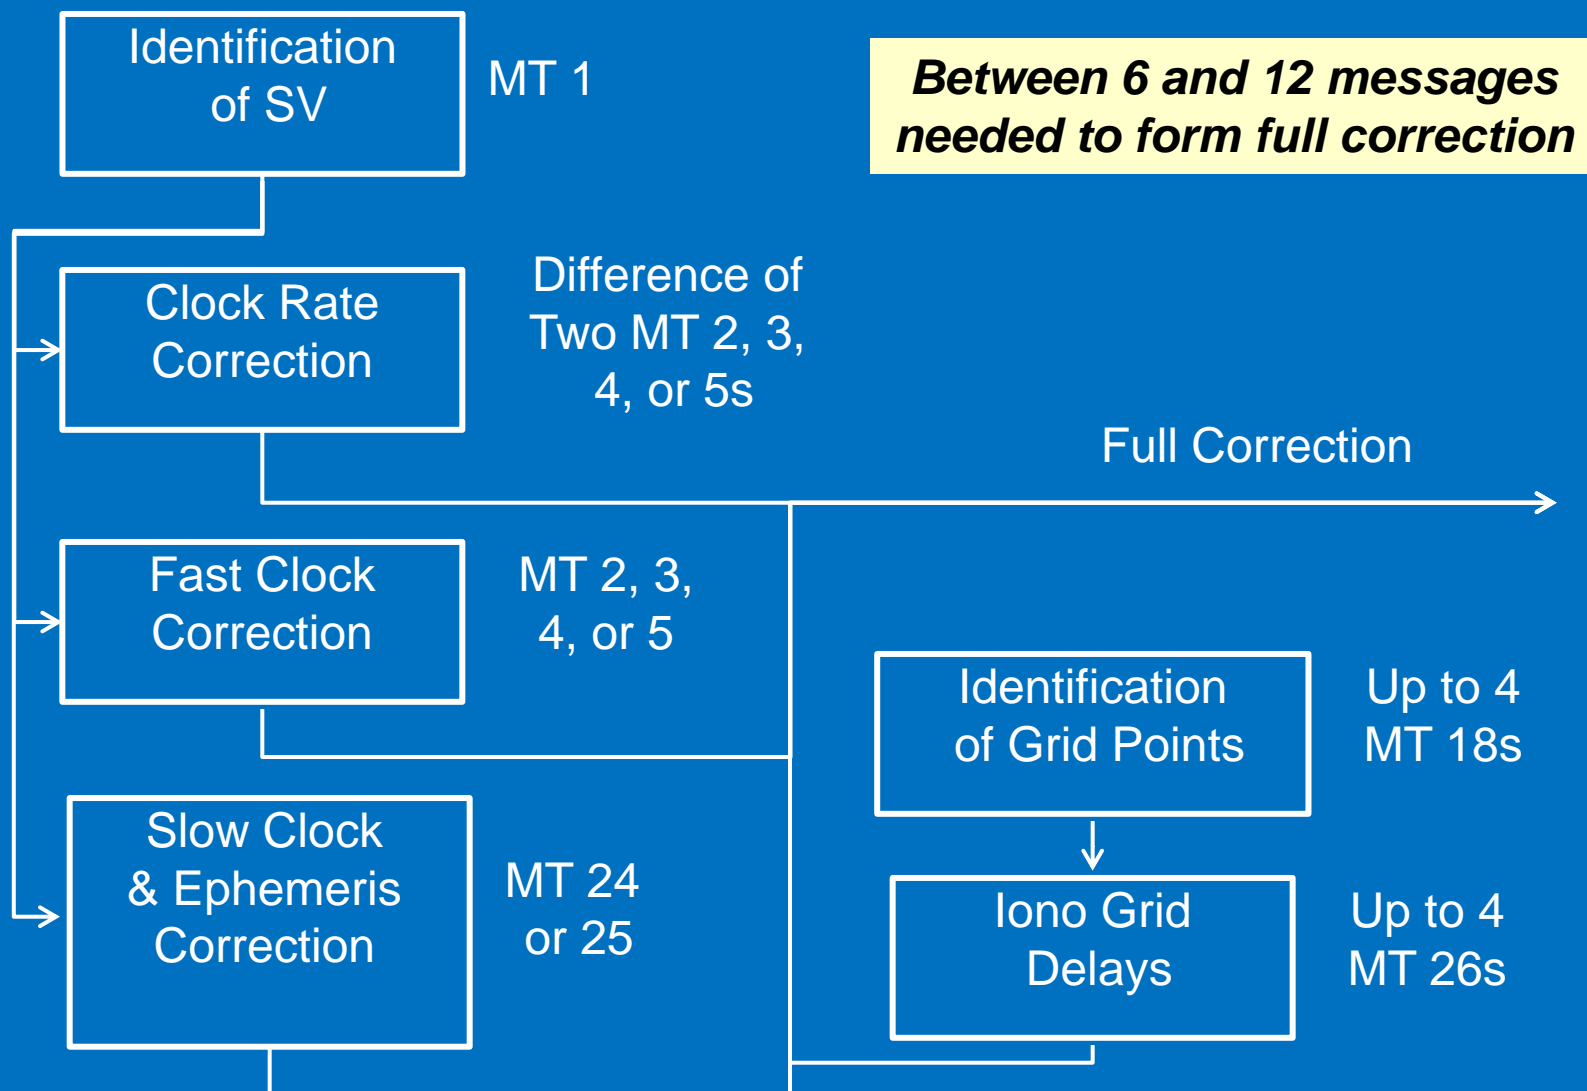 Identification
of SV
MT 1
Between 6 and 12 messages
needed to form full correction
Clock Rate
Correction
Difference of
Two MT 2, 3,
4, or 5s
Full Correction
Fast Clock
Correction
MT 2, 3,
4, or 5
Identification
of Grid Points
Up to 4
MT 18s
Slow Clock
& Ephemeris
Correction
MT 24
or 25
Iono Grid
Delays
Up to 4
MT 26s